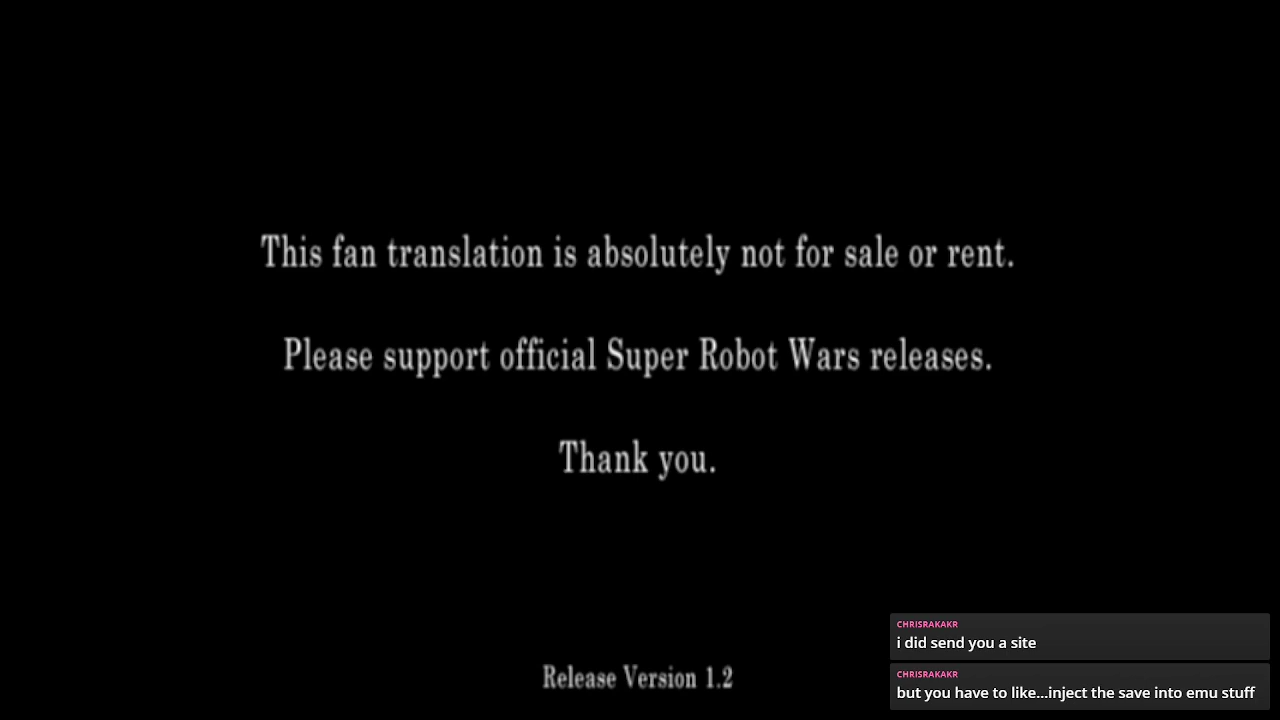 This fan translation is absolutely not for sale or rent.
Please support official Super Robot Wars releases.
Thank you.
Release Version 1.2
CHRISRAKAKR
i did send you a site
CHRISRAKAKR
but you have to like...inject the save into emu stuff